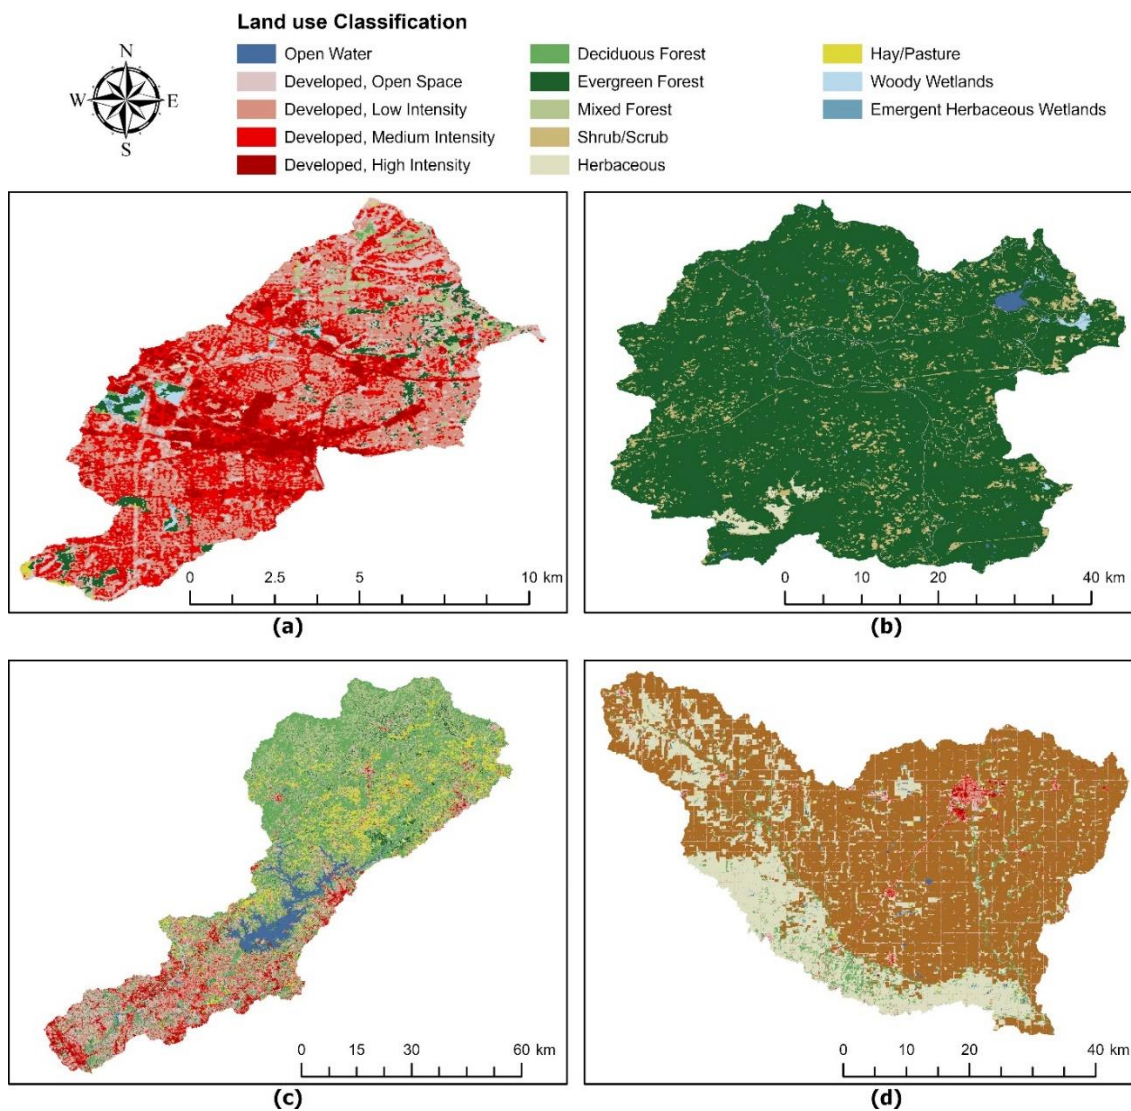 Land use Classification
N
W E
S
Open Water
Developed, Open Space
Developed, Low Intensity
Developed, Medium Intensity
Developed, High Intensity
Deciduous Forest
Evergreen Forest
Mixed Forest
Shrub/Scrub
Herbaceous
Hay/Pasture
Woody Wetlands
Emergent Herbaceous Wetlands
0 2.5 5 10 km
(a)
0 10 20 40 km
(b)
0 15 30 60 km
(c)
0 10 20 40 km
(d)